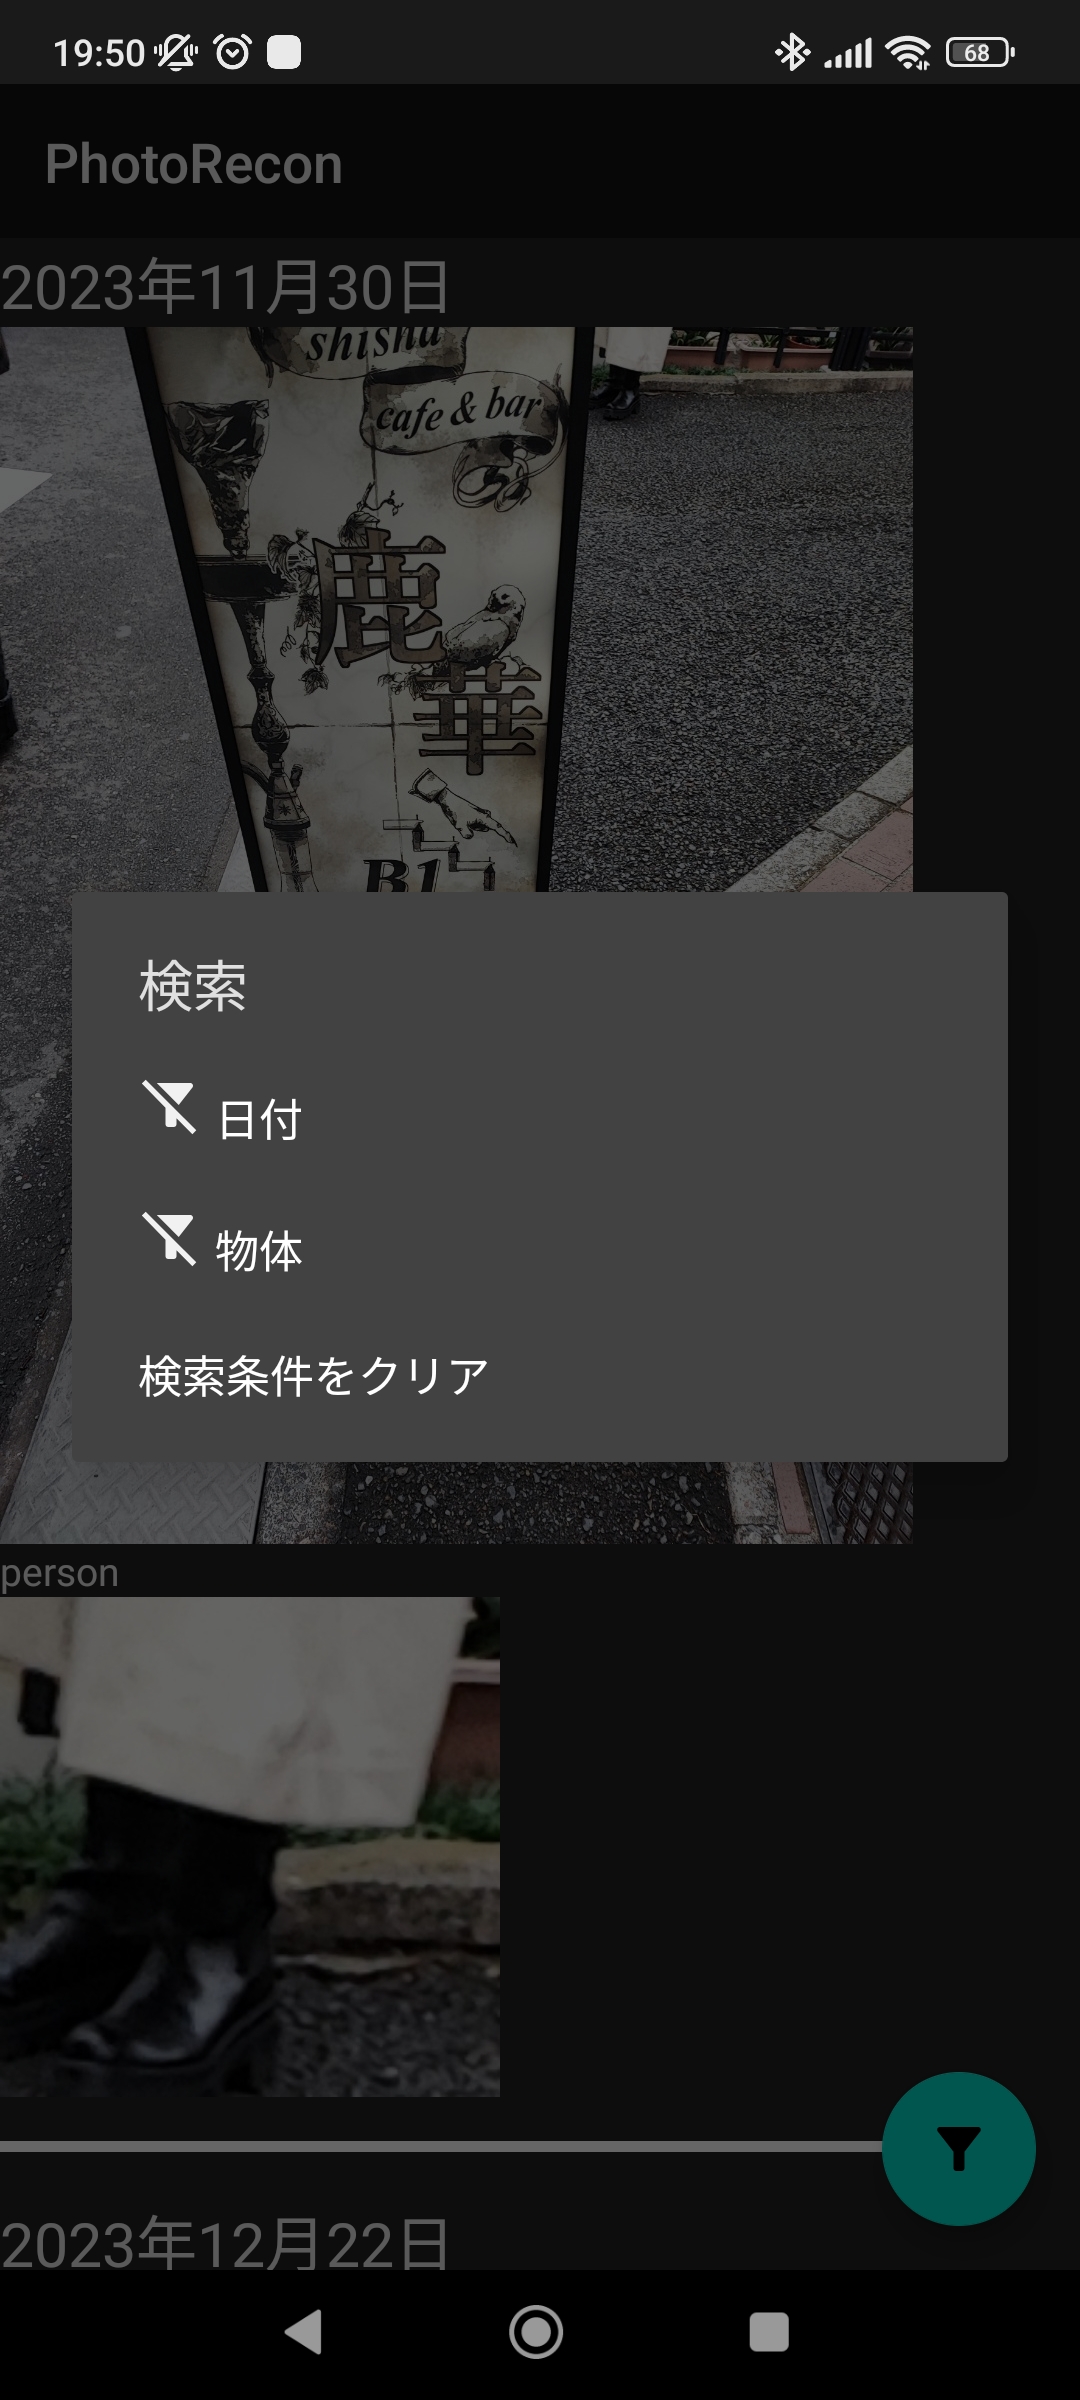 19:50
68
PhotoRecon
2023年11月30日
shisha
cafe & bar
鹿
華
B1
検索
日付
物体
検索条件をクリア
person
2023年12月22日